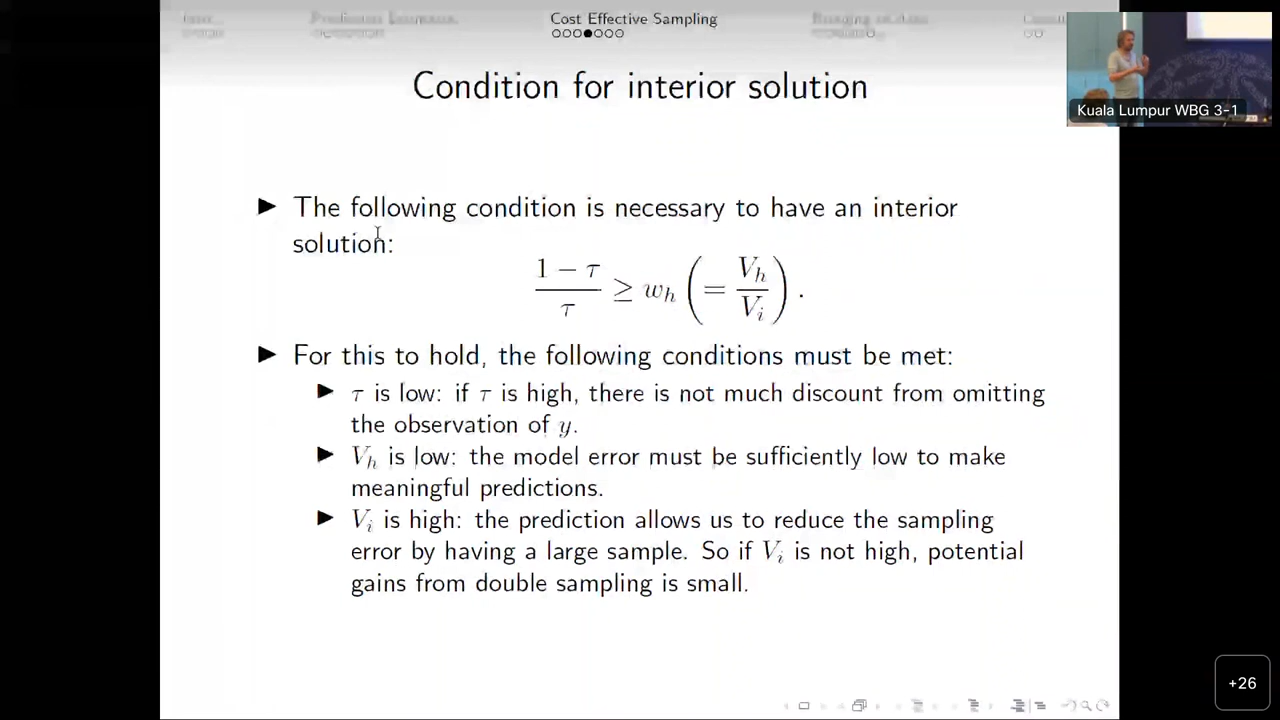 Cost Effective Sampling
Condition for interior solution
Kuala Lumpur WBG 3-1
▶ The following condition is necessary to have an interior
solution:
(1 − τ)/τ ≥ w_h (= V_h/V_i).
▶ For this to hold, the following conditions must be met:
▶ τ is low: if τ is high, there is not much discount from omitting
the observation of y.
▶ V_h is low: the model error must be sufficiently low to make
meaningful predictions.
▶ V_i is high: the prediction allows us to reduce the sampling
error by having a large sample. So if V_i is not high, potential
gains from double sampling is small.
+26